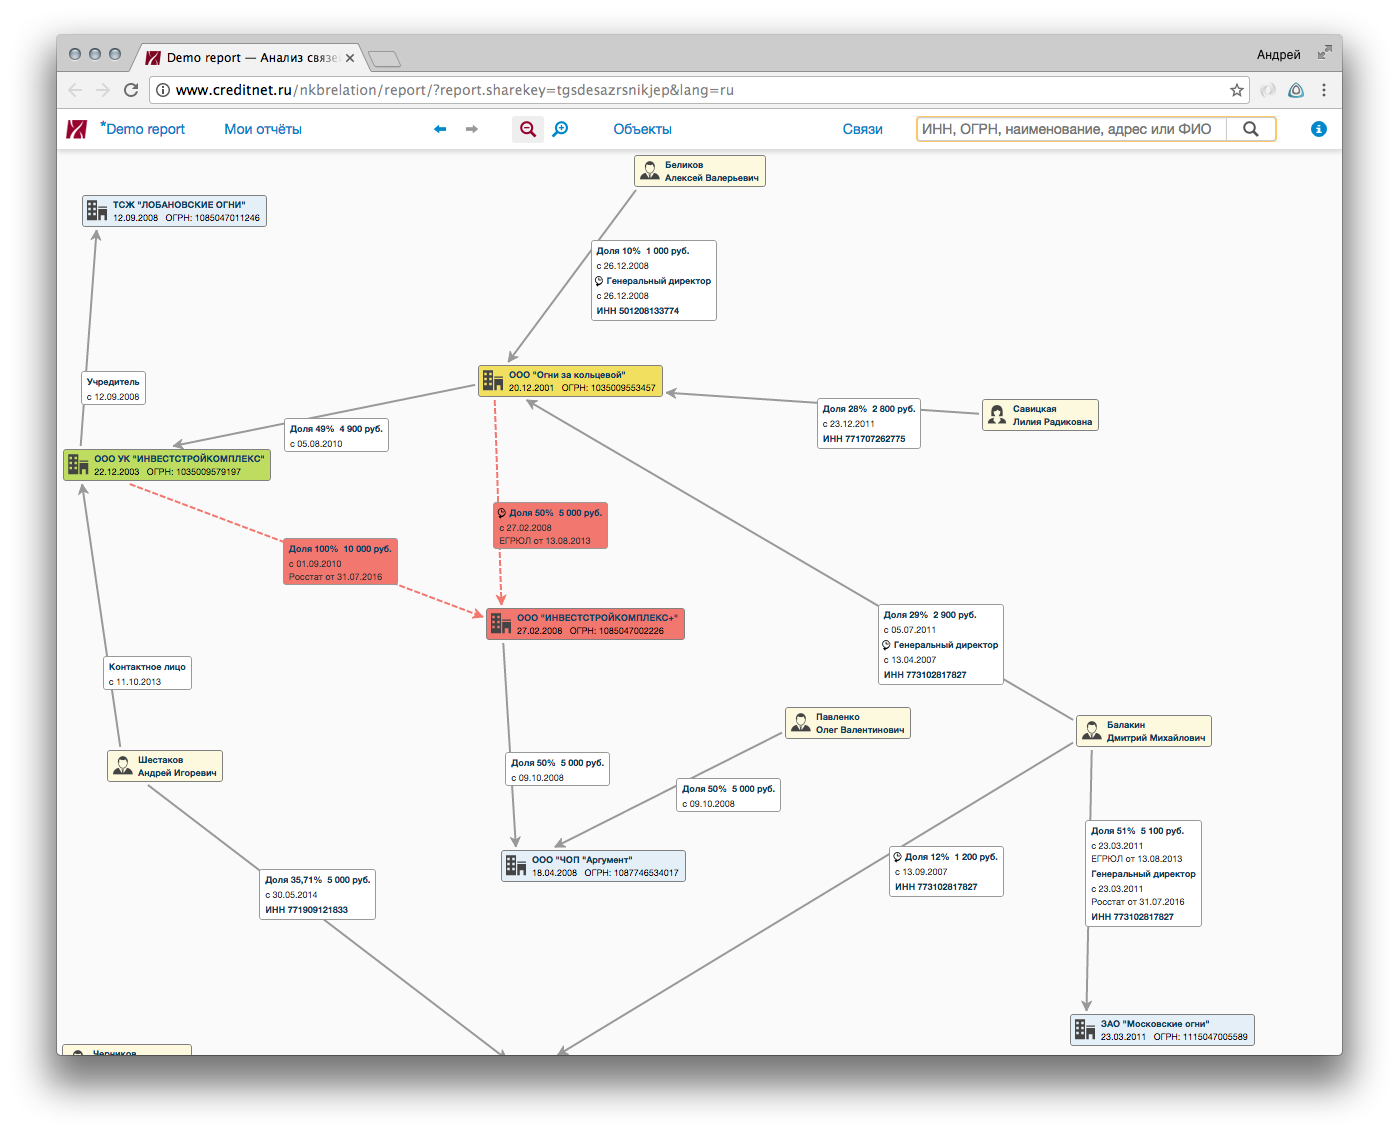 Demo report — Анализ связе
Андрей
www.creditnet.ru/nkbrelation/report/?report.sharekey=tgsdesazrsnikjep&lang=ru
*Demo report
Мои отчёты
Объекты
Связи
ИНН, ОГРН, наименование, адрес или ФИО
Беликов
Алексей Валерьевич
ТСЖ "ЛОБАНОВСКИЕ ОГНИ"
12.09.2008 ОГРН: 1085047011246
Доля 10% 1 000 руб.
с 26.12.2008
Генеральный директор
с 26.12.2008
ИНН 501208133774
ООО "Огни за кольцевой"
20.12.2001 ОГРН: 1035009553457
Учредитель
с 12.09.2008
Доля 28% 2 800 руб.
с 23.12.2011
ИНН 771707262775
Савицкая
Лилия Радиковна
Доля 49% 4 900 руб.
с 05.08.2010
ООО УК "ИНВЕСТСТРОЙКОМПЛЕКС"
22.12.2003 ОГРН: 1035009579197
Доля 50% 5 000 руб.
с 27.02.2008
ЕГРЮЛ от 13.08.2013
Доля 100% 10 000 руб.
с 01.09.2010
Росстат от 31.07.2016
ООО "ИНВЕСТСТРОЙКОМПЛЕКС+"
27.02.2008 ОГРН: 1085047002226
Доля 29% 2 900 руб.
с 05.07.2011
Генеральный директор
с 13.04.2007
ИНН 773102817827
Контактное лицо
с 11.10.2013
Павленко
Олег Валентинович
Балакин
Дмитрий Михайлович
Шестаков
Андрей Игоревич
Доля 50% 5 000 руб.
с 09.10.2008
Доля 50% 5 000 руб.
с 09.10.2008
Доля 51% 5 100 руб.
с 23.03.2011
ЕГРЮЛ от 13.08.2013
Генеральный директор
с 23.03.2011
Росстат от 31.07.2016
ИНН 773102817827
ООО "ЧОП "Аргумент"
18.04.2008 ОГРН: 1087746534017
Доля 12% 1 200 руб.
с 13.09.2007
ИНН 773102817827
Доля 35,71% 5 000 руб.
с 30.05.2014
ИНН 771909121833
ЗАО "Московские огни"
23.03.2011 ОГРН: 1115047005589
Черников